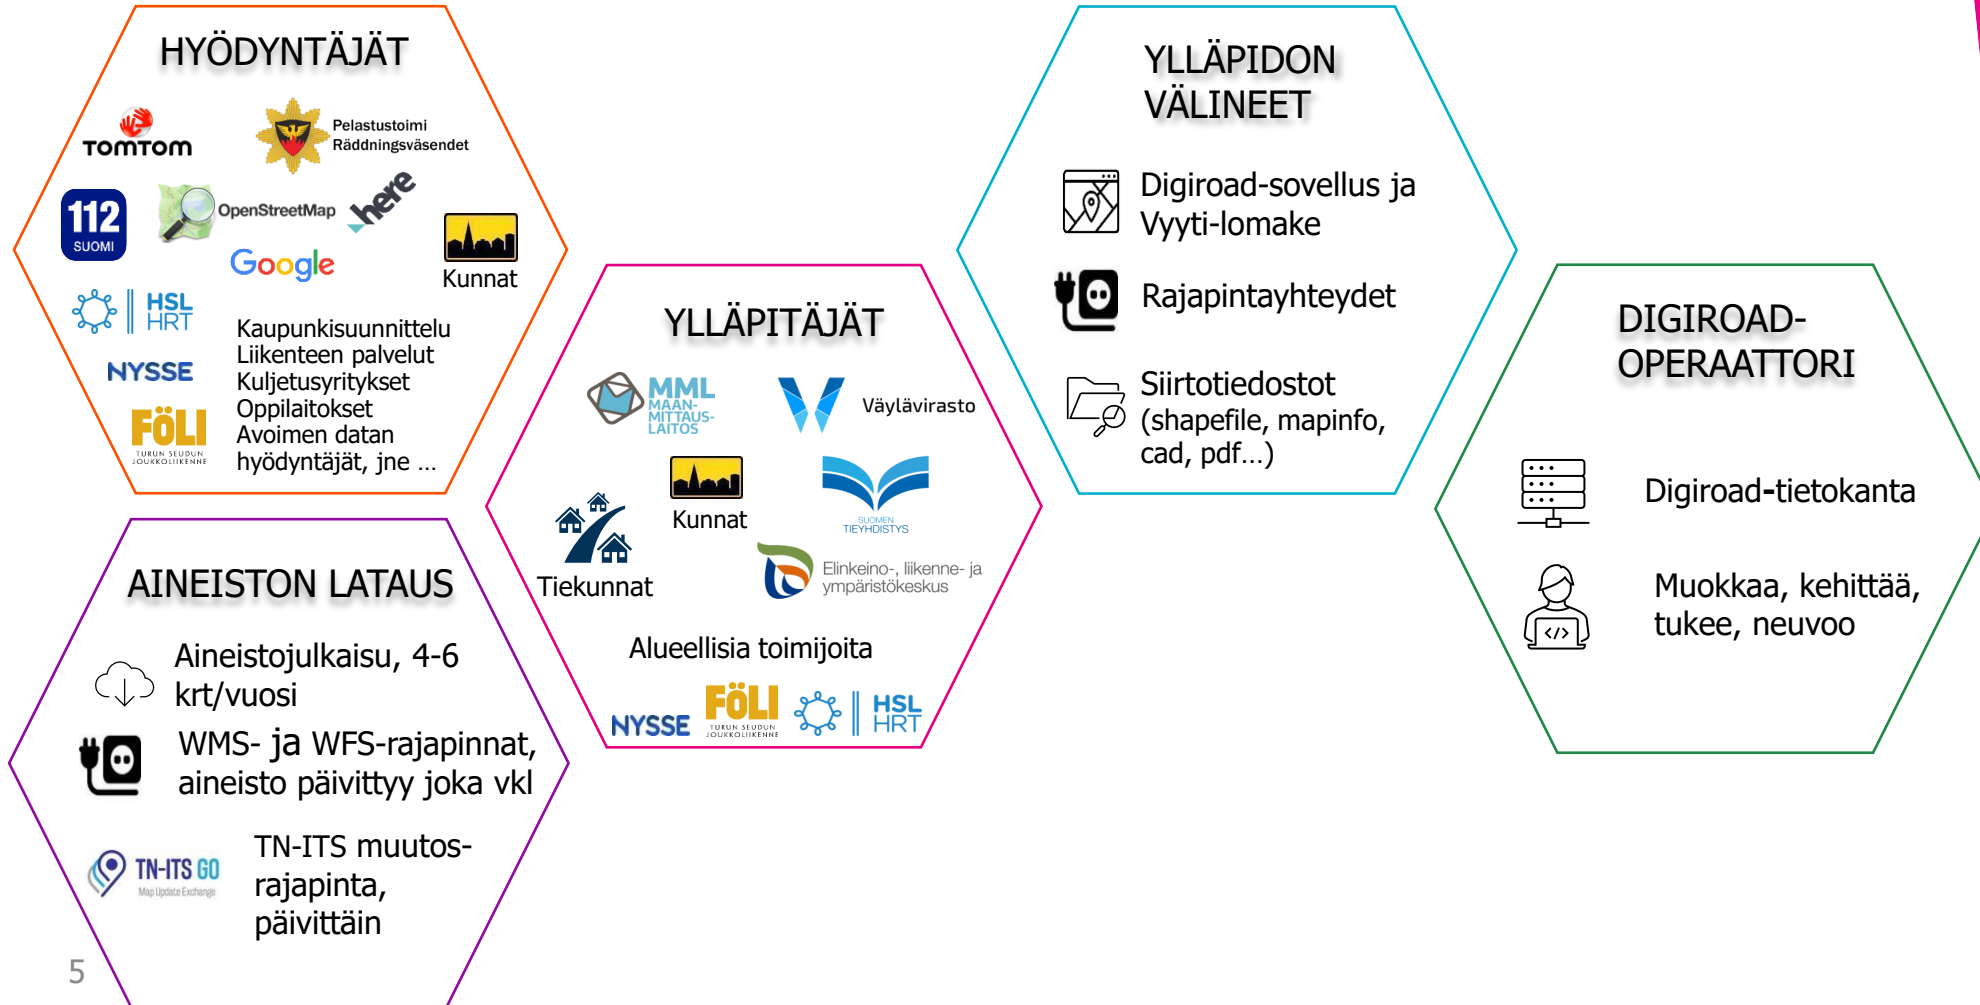 HYÖDYNTÄJÄT
TOMTOM
Pelastustoimi
Räddningsväsendet
112
SUOMI
OpenStreetMap
here
Google
Kunnat
HSL
HRT
NYSSE
FÖLI
TURUN SEUDUN
JOUKKOLIIKENNE
Kaupunkisuunnittelu
Liikenteen palvelut
Kuljetusyritykset
Oppilaitokset
Avoimen datan
hyödyntäjät, jne …
AINEISTON LATAUS
Aineistojulkaisu, 4-6
krt/vuosi
WMS- ja WFS-rajapinnat,
aineisto päivittyy joka vkl
TN-ITS GO
Map Update Exchange
TN-ITS muutos-
rajapinta,
päivittäin
YLLÄPITÄJÄT
MML
MAAN-
MITTAUS-
LAITOS
Väylävirasto
Kunnat
SUOMEN
TIEYHDISTYS
Tiekunnat
Elinkeino-, liikenne- ja
ympäristökeskus
Alueellisia toimijoita
NYSSE
FÖLI
TURUN SEUDUN
JOUKKOLIIKENNE
HSL
HRT
YLLÄPIDON
VÄLINEET
Digiroad-sovellus ja
Vyyti-lomake
Rajapintayhteydet
Siirtotiedostot
(shapefile, mapinfo,
cad, pdf…)
DIGIROAD-
OPERAATTORI
Digiroad-tietokanta
</>
Muokkaa, kehittää,
tukee, neuvoo
5